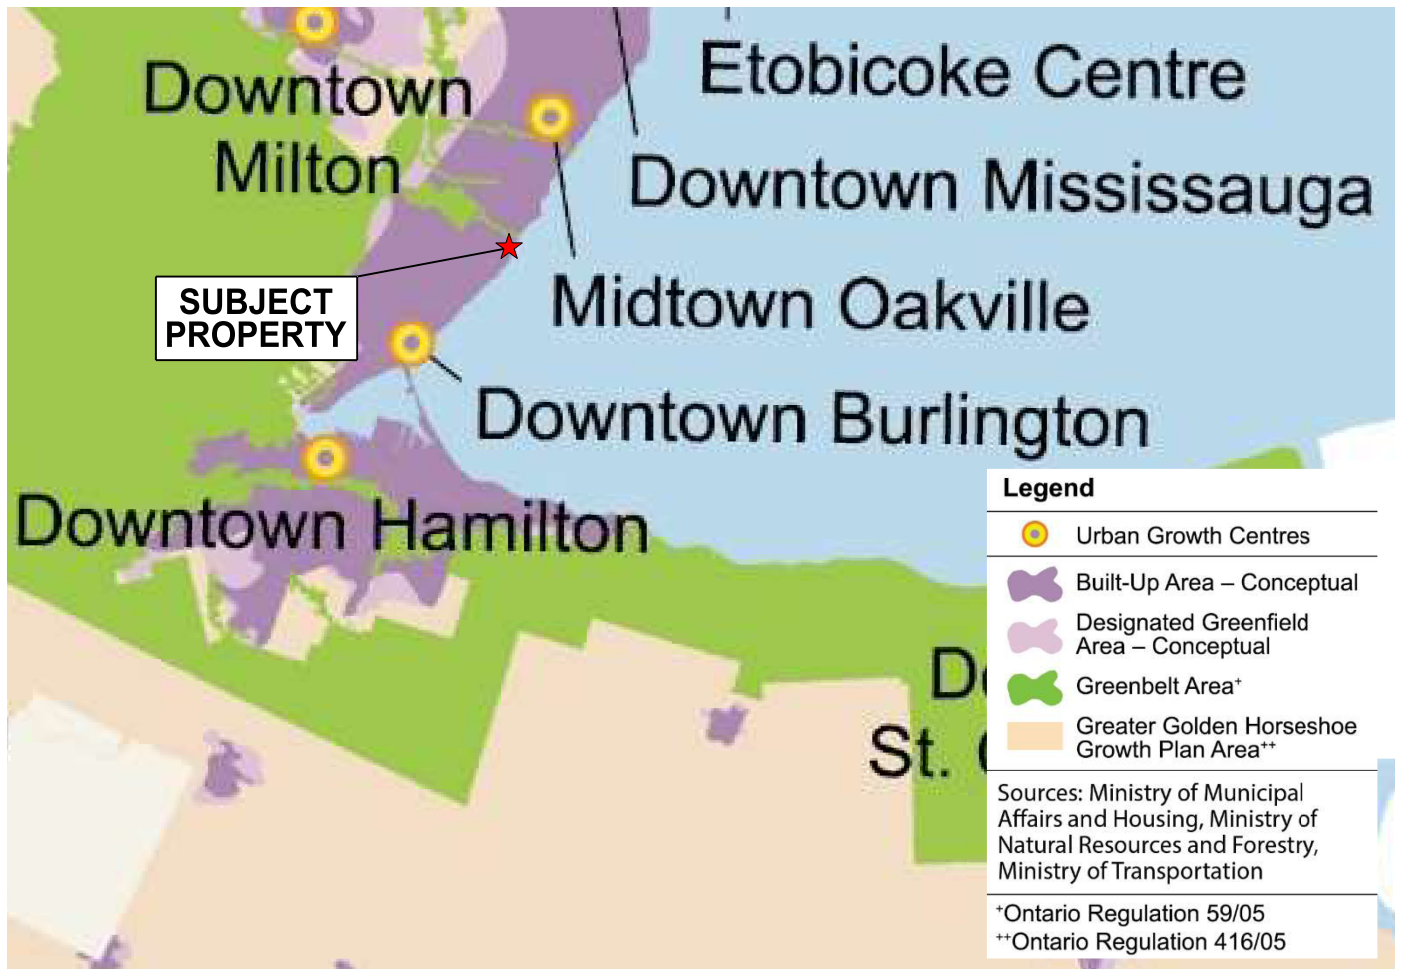 Etobicoke Centre
Downtown
Milton
Downtown Mississauga
SUBJECT
PROPERTY
Midtown Oakville
Downtown Burlington
Downtown Hamilton
St.
Legend
Urban Growth Centres
Built-Up Area – Conceptual
Designated Greenfield
Area – Conceptual
Greenbelt Area+
Greater Golden Horseshoe
Growth Plan Area++
Sources: Ministry of Municipal
Affairs and Housing, Ministry of
Natural Resources and Forestry,
Ministry of Transportation
+Ontario Regulation 59/05
++Ontario Regulation 416/05